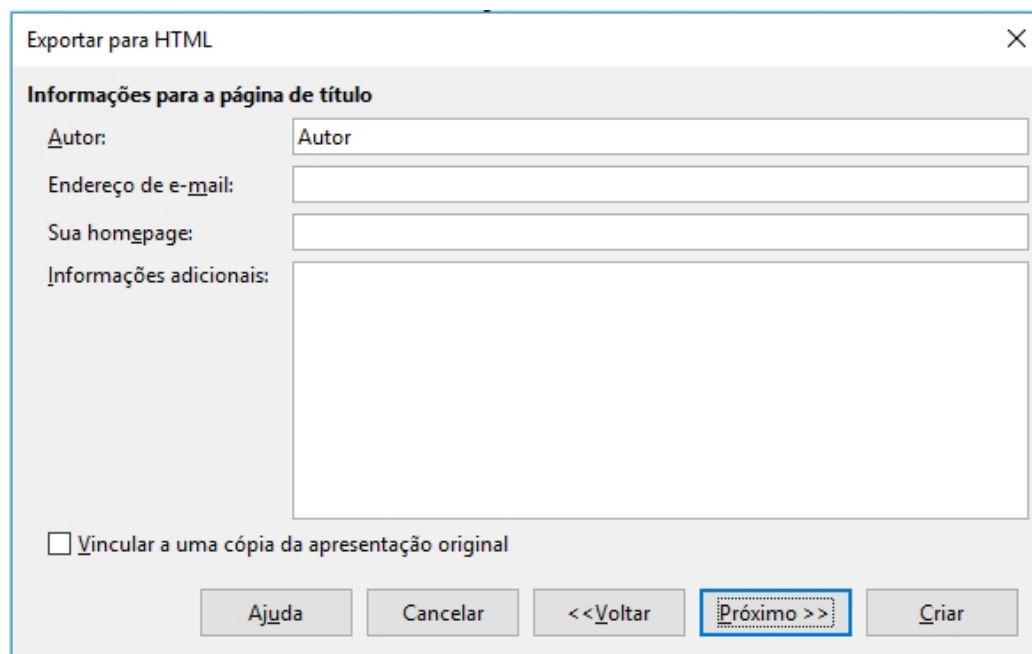 Exportar para HTML
Informações para a página de título
Autor: Autor
Endereço de e-mail:
Sua homepage:
Informações adicionais:
Vincular a uma cópia da apresentação original
Ajuda Cancelar <<Voltar Próximo >> Criar